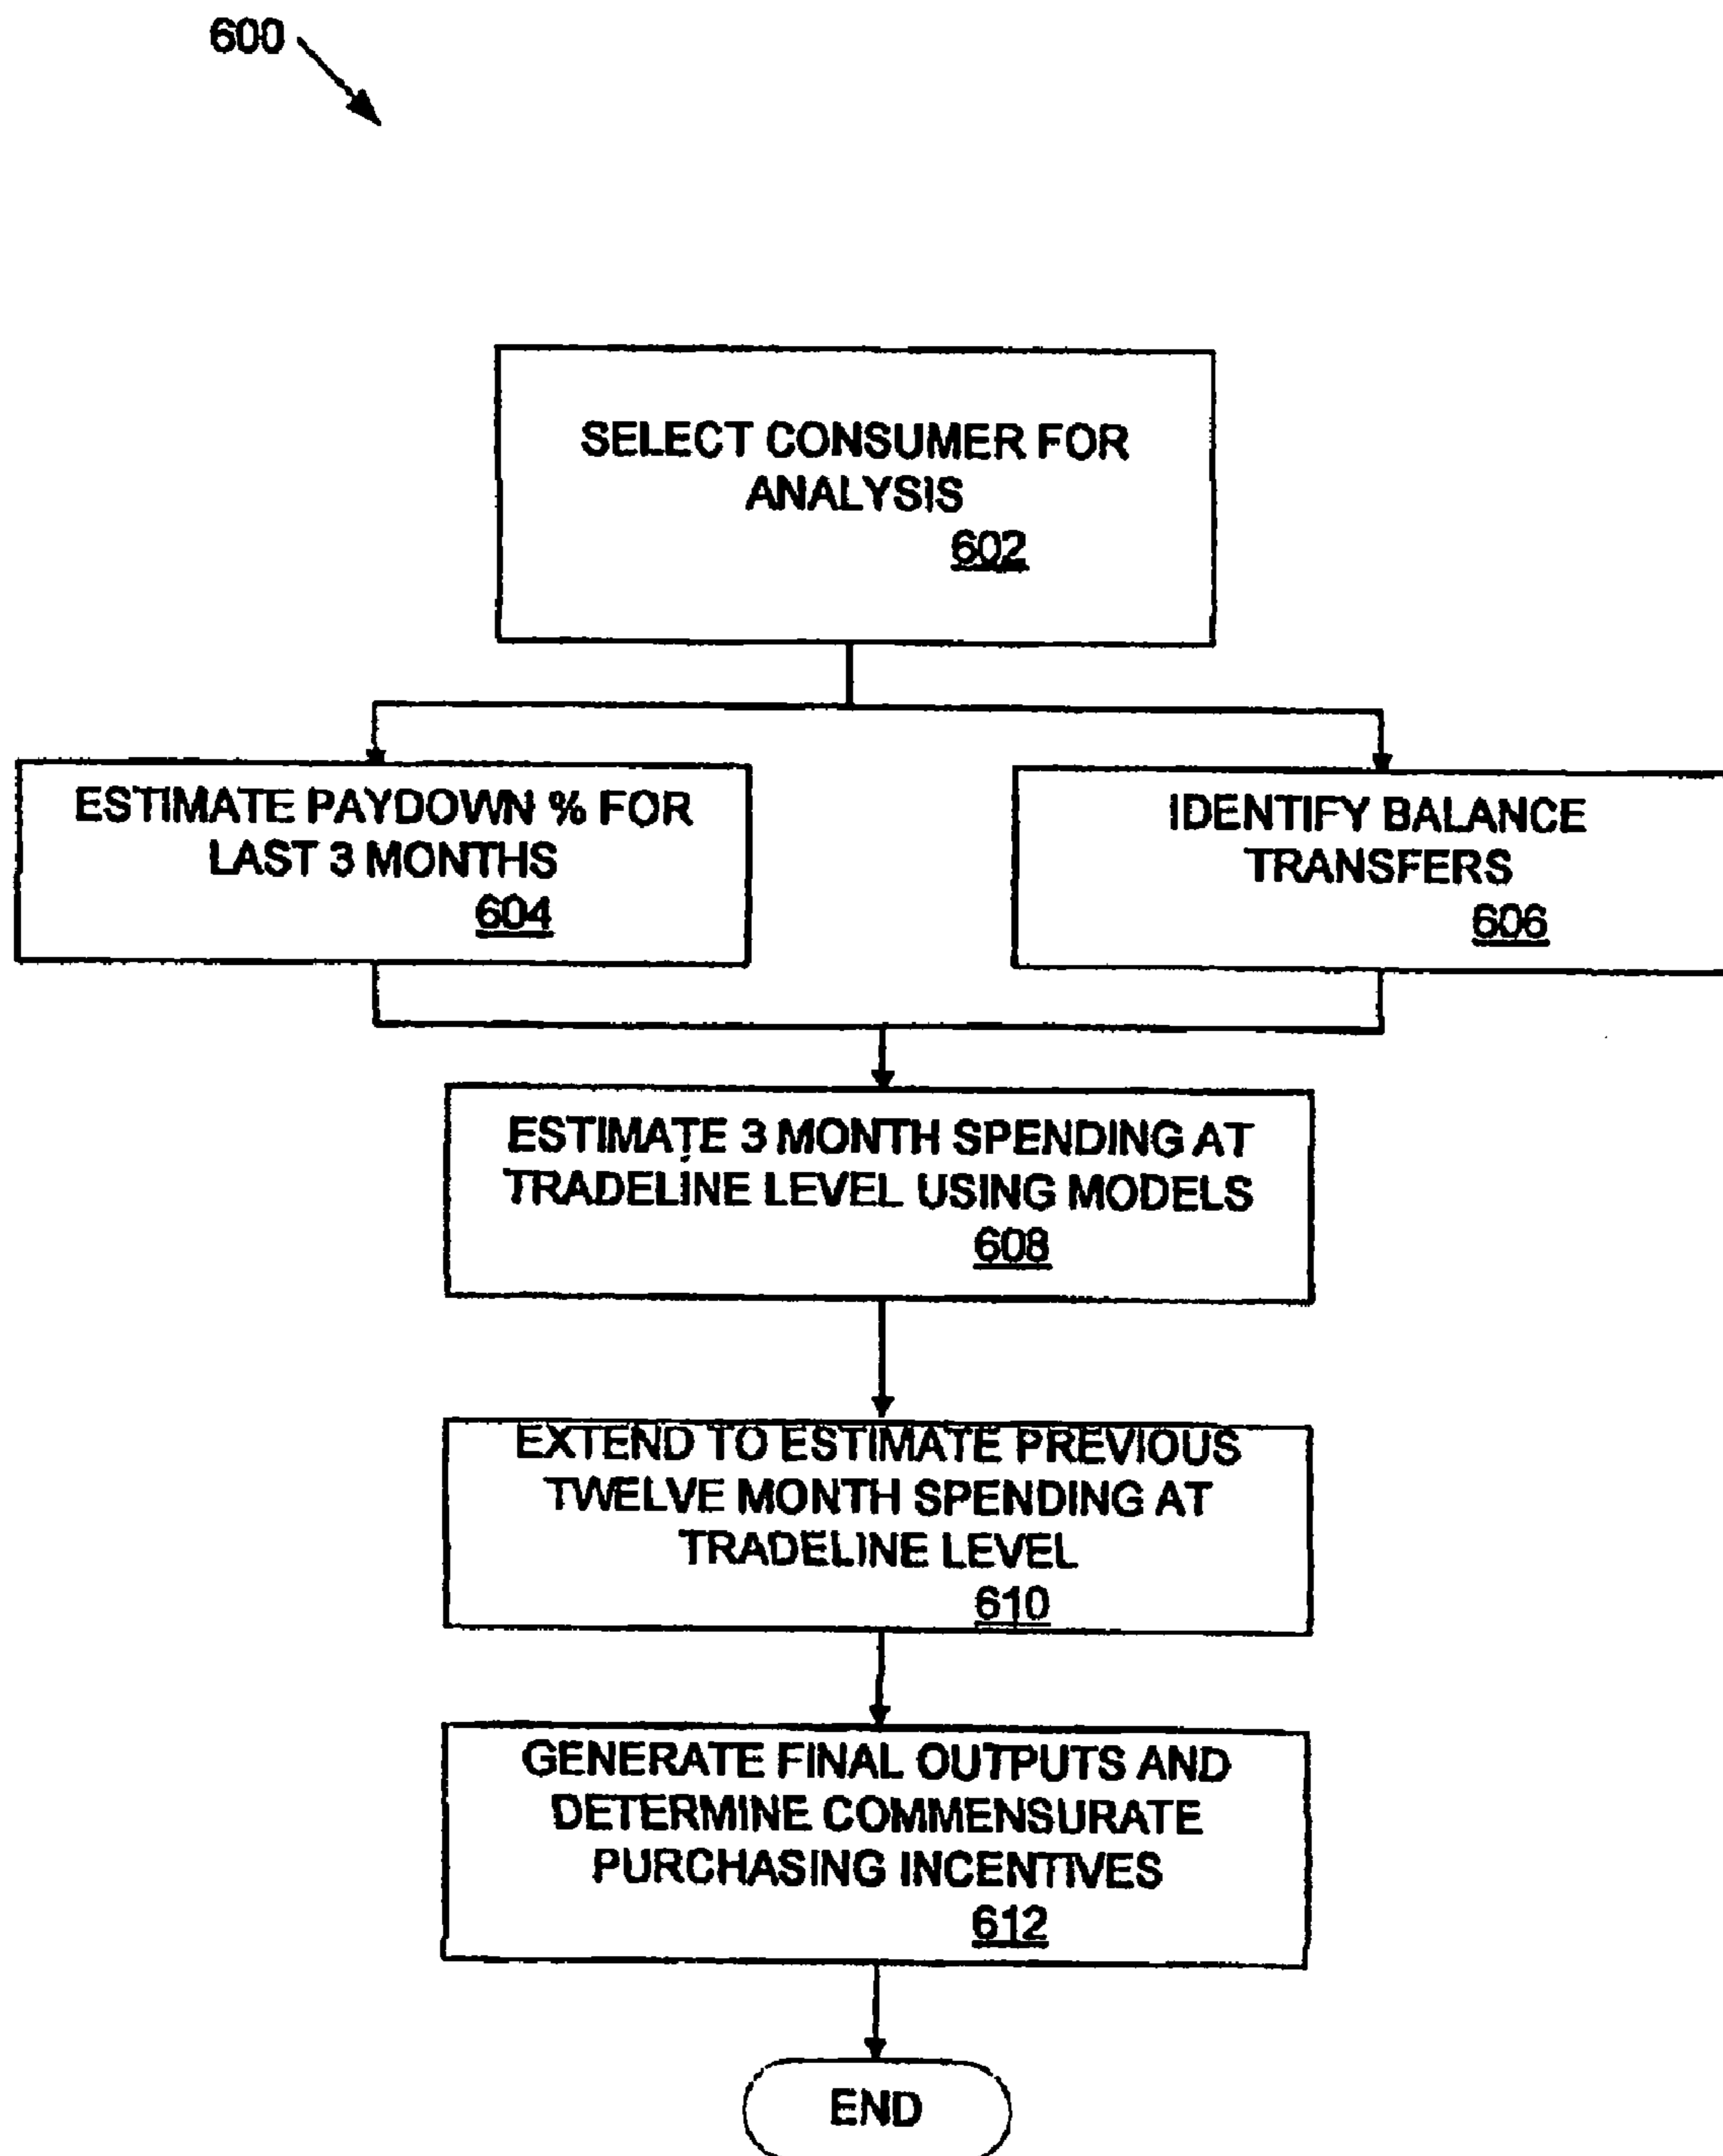 600
SELECT CONSUMER FOR
ANALYSIS
602
ESTIMATE PAYDOWN % FOR
LAST 3 MONTHS
604
IDENTIFY BALANCE
TRANSFERS
606
ESTIMATE 3 MONTH SPENDING AT
TRADELINE LEVEL USING MODELS
608
EXTEND TO ESTIMATE PREVIOUS
TWELVE MONTH SPENDING AT
TRADELINE LEVEL
610
GENERATE FINAL OUTPUTS AND
DETERMINE COMMENSURATE
PURCHASING INCENTIVES
612
END